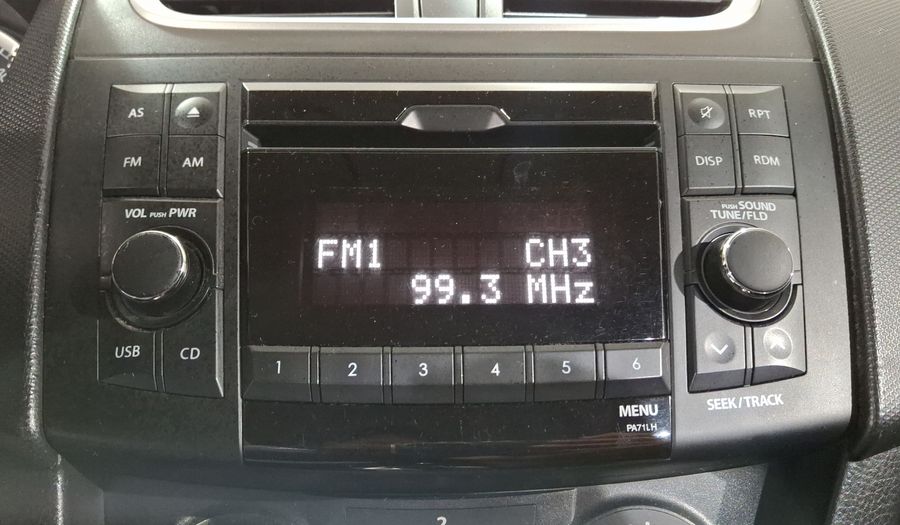 AS
FM AM
VOL PUSH PWR
USB CD
FM1 CH3
99.3 MHz
1 2 3 4 5 6
MENU
PA71LH
RPT
DISP RDM
PUSH SOUND
TUNE/FLD
SEEK/TRACK
2